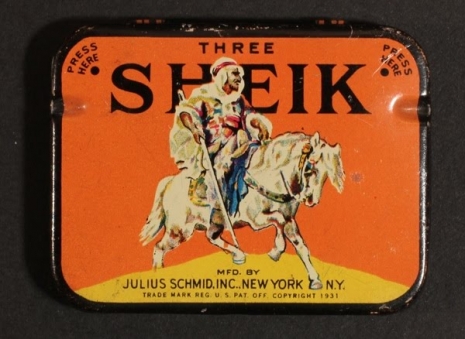 THREE
PRESS HERE
PRESS HERE
SHEIK
MFD. BY
JULIUS SCHMID, INC., NEW YORK N.Y.
TRADE MARK REG. U.S. PAT. OFF. COPYRIGHT 1931